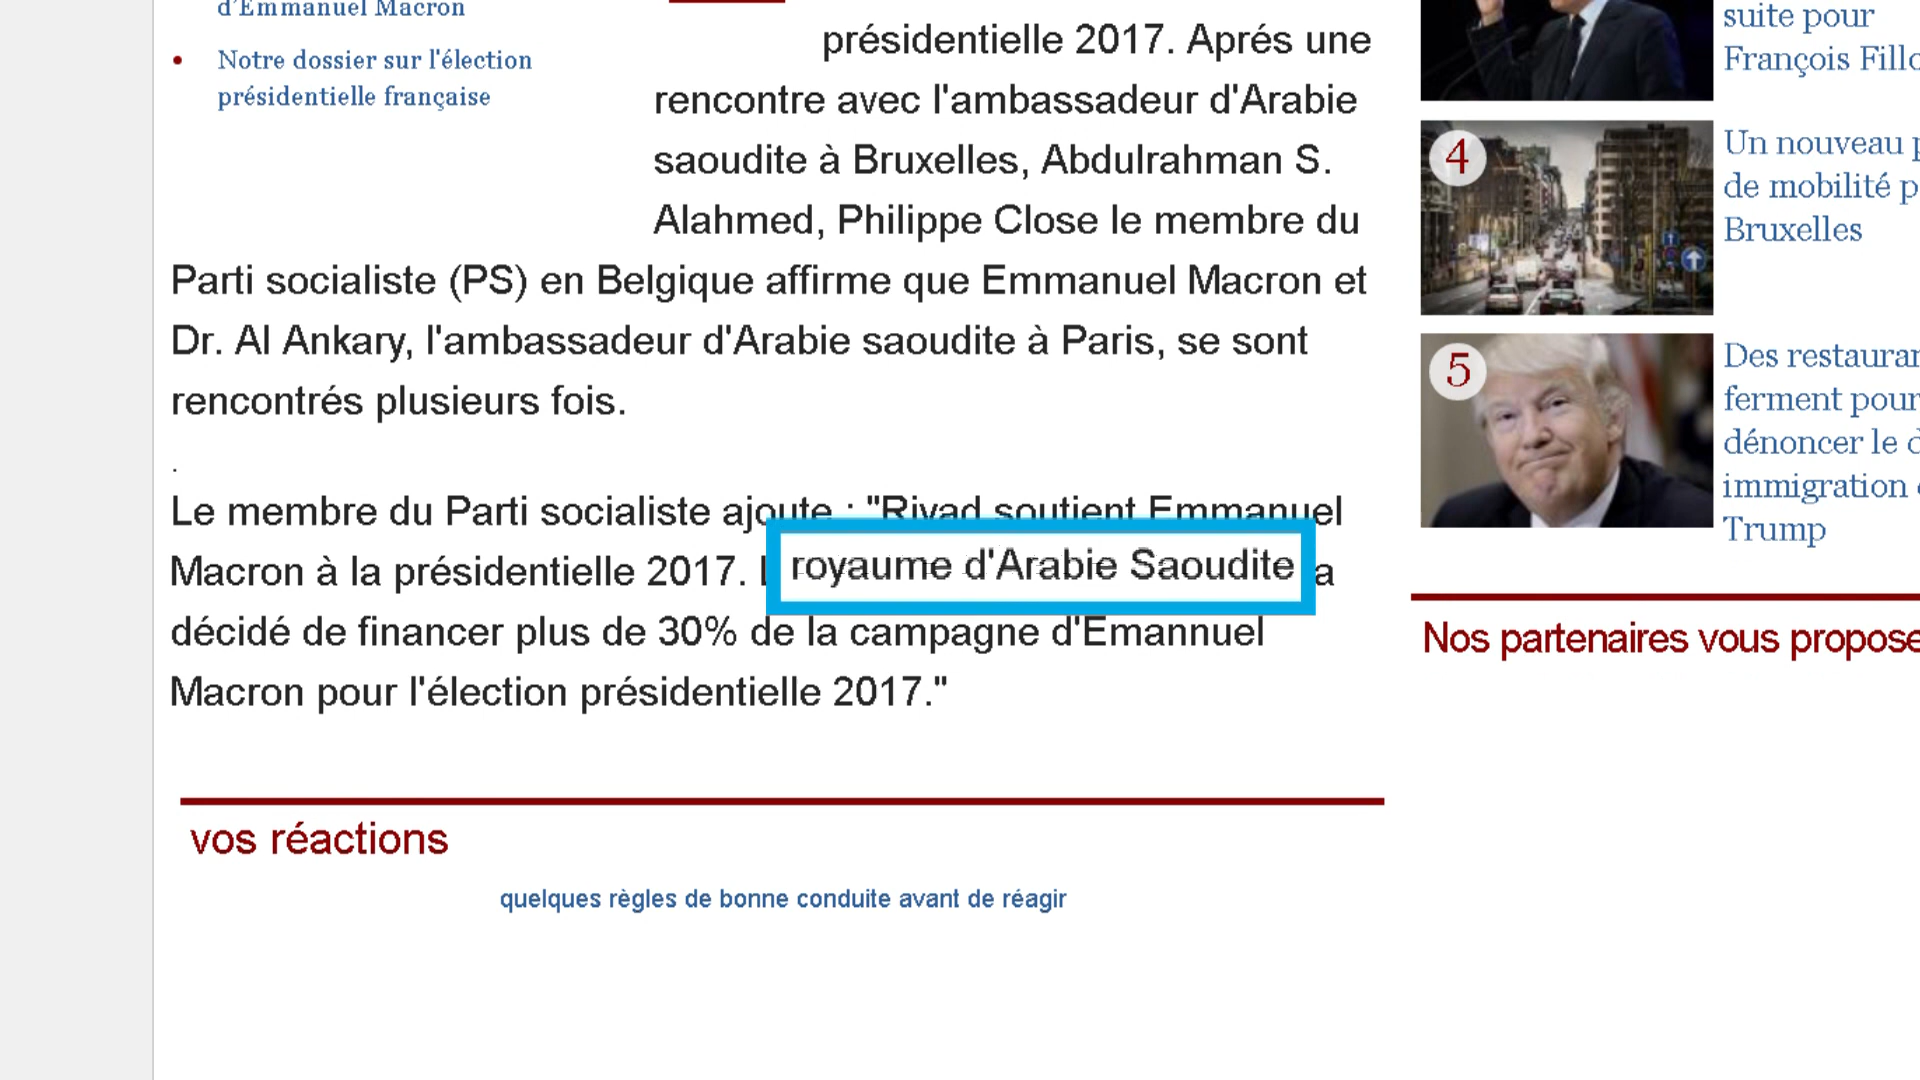 d'Emmanuel Macron
Notre dossier sur l'élection
présidentielle française
présidentielle 2017. Aprés une
rencontre avec l'ambassadeur d'Arabie
saoudite à Bruxelles, Abdulrahman S.
Alahmed, Philippe Close le membre du
Parti socialiste (PS) en Belgique affirme que Emmanuel Macron et
Dr. Al Ankary, l'ambassadeur d'Arabie saoudite à Paris, se sont
rencontrés plusieurs fois.
.
Le membre du Parti socialiste ajoute : "Riyad soutient Emmanuel
Macron à la présidentielle 2017. royaume d'Arabie Saoudite a
décidé de financer plus de 30% de la campagne d'Emannuel
Macron pour l'élection présidentielle 2017."
vos réactions
quelques règles de bonne conduite avant de réagir
suite pour
François Fillo
4
Un nouveau p
de mobilité p
Bruxelles
5
Des restauran
ferment pour
dénoncer le d
immigration
Trump
Nos partenaires vous propose